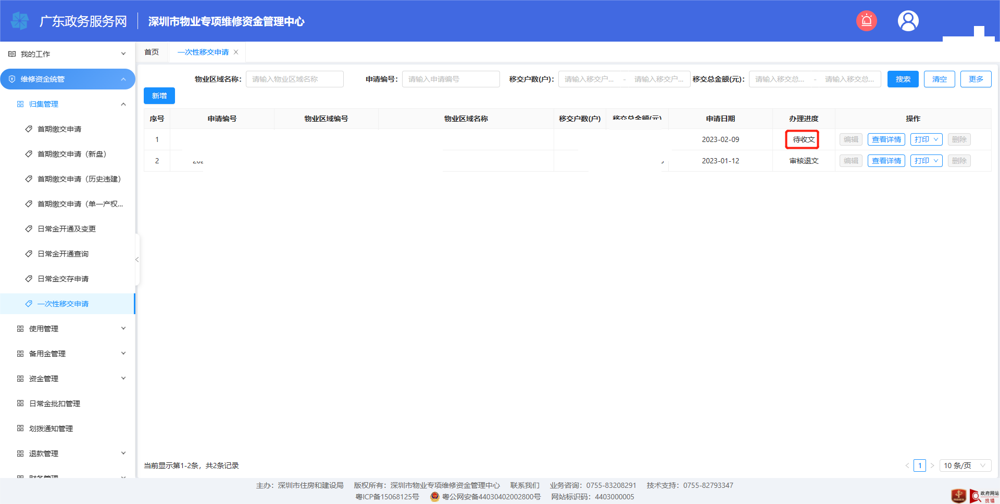 广东政务服务网 深圳市物业专项维修资金管理中心
我的工作
维修资金统管
归集管理
首期缴交申请
首期缴交申请（新盘）
首期缴交申请（历史违建）
首期缴交申请（单一产权...
日常金开通及变更
日常金开通查询
日常金交存申请
一次性移交申请
使用管理
备用金管理
资金管理
日常金批扣管理
划拨通知管理
退款管理
财务管理
首页 一次性移交申请
物业区域名称： 请输入物业区域名称 申请编号： 请输入申请编号 移交户数(户)： 请输入移交户... - 请输入移交户... 移交总金额(元)： 请输入移交总... - 请输入移交总... 搜索 清空 更多
新增
序号 申请编号 物业区域编号 物业区域名称 移交户数(户) 移交总金额(元) 申请日期 办理进度 操作
1 2023-02-09 待收文 编辑 查看详情 打印 删除
2 202 2023-01-12 审核退文 编辑 查看详情 打印 删除
当前显示第1-2条，共2条记录
1 10 条/页
主办：深圳市住房和建设局 版权所有：深圳市物业专项维修资金管理中心 联系我们 业务咨询：0755-83208291 技术支持：0755-82793347
粤ICP备15068125号 粤公网安备44030402002800号 网站标识码：4403000005
政府网站
找错